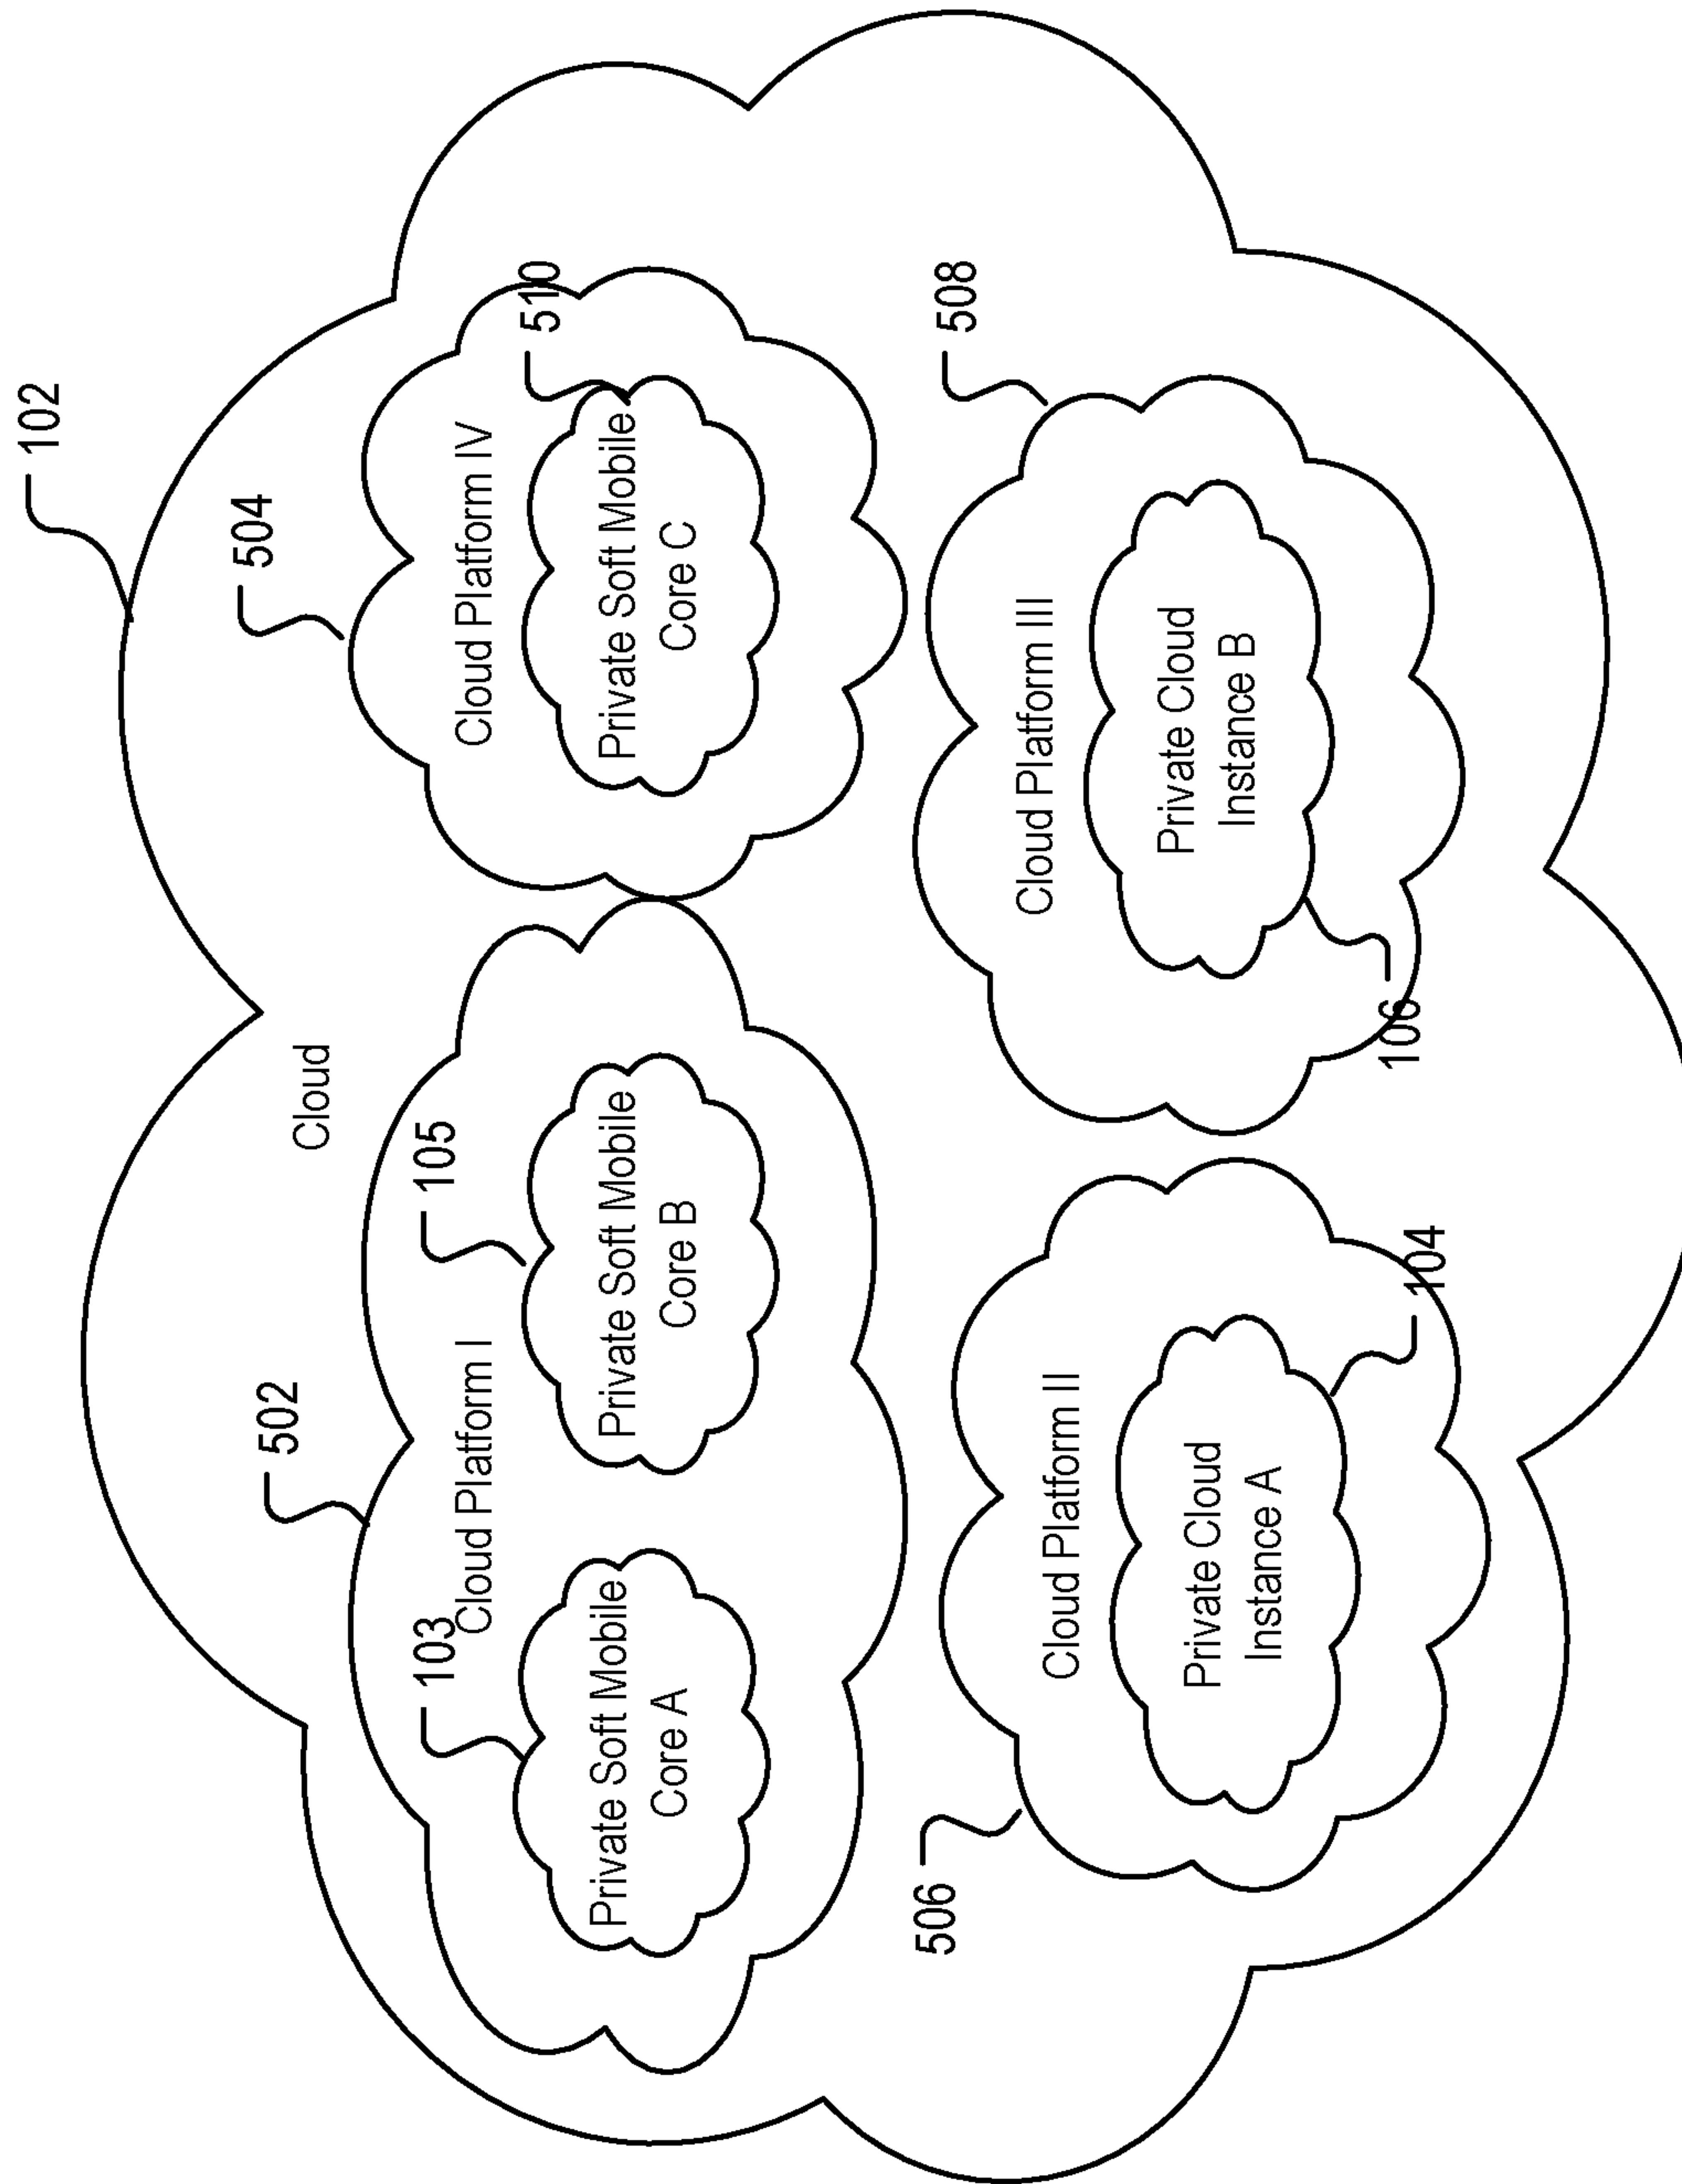 102
Cloud
502
504
Cloud Platform I
103
Private Soft Mobile
Core A
105
Private Soft Mobile
Core B
Cloud Platform IV
510
Private Soft Mobile
Core C
506
Cloud Platform II
Private Cloud
Instance A
104
508
Cloud Platform III
Private Cloud
Instance B
106